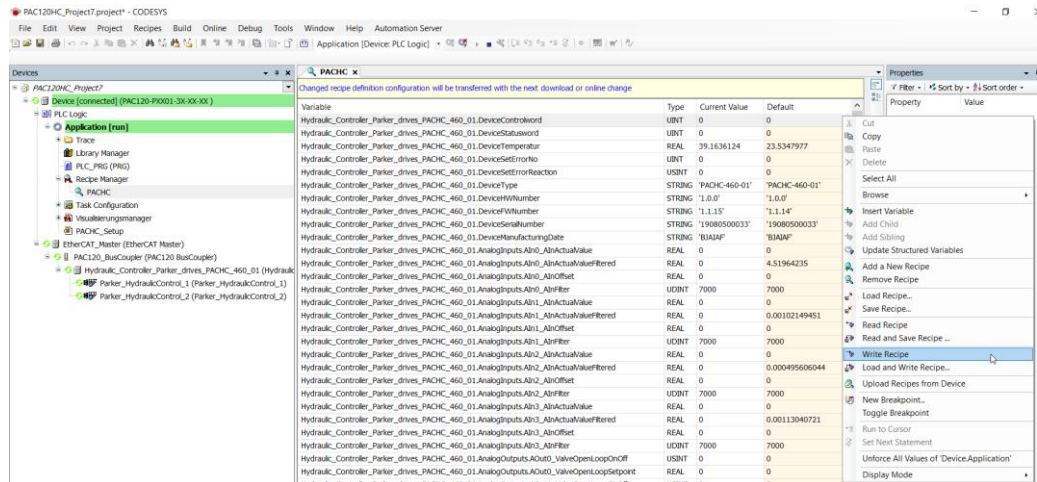 PAC120HC_Project7.project* - CODESYS
File Edit View Project Recipes Build Online Debug Tools Window Help Automation Server
Application [Device: PLC Logic]
Devices
PAC120HC_Project7
Device [connected] (PAC120-PXX01-3X-XX-XX )
PLC Logic
Application [run]
Trace
Library Manager
PLC_PRG (PRG)
Recipe Manager
PACHC
Task Configuration
Visualisierungsmanager
PACHC_Setup
EtherCAT_Master (EtherCAT Master)
PAC120_BusCoupler (PAC120 BusCoupler)
Hydraulic_Controller_Parker_drives_PACHC_460_01 (Hydraulic
Parker_HydraulicControl_1 (Parker_HydraulicControl_1)
Parker_HydraulicControl_2 (Parker_HydraulicControl_2)
PACHC
Changed recipe definition configuration will be transferred with the next download or online change
Variable Type Current Value Default
Hydraulic_Controller_Parker_drives_PACHC_460_01.DeviceControlword UINT 0 0
Hydraulic_Controller_Parker_drives_PACHC_460_01.DeviceStatusword UINT 0 0
Hydraulic_Controller_Parker_drives_PACHC_460_01.DeviceTemperatur REAL 39.1636124 23.5347977
Hydraulic_Controller_Parker_drives_PACHC_460_01.DeviceSetErrorNo UINT 0 0
Hydraulic_Controller_Parker_drives_PACHC_460_01.DeviceSetErrorReaction USINT 0 0
Hydraulic_Controller_Parker_drives_PACHC_460_01.DeviceType STRING 'PACHC-460-01' 'PACHC-460-01'
Hydraulic_Controller_Parker_drives_PACHC_460_01.DeviceHWNumber STRING '1.0.0' '1.0.0'
Hydraulic_Controller_Parker_drives_PACHC_460_01.DeviceFWNumber STRING '1.1.15' '1.1.14'
Hydraulic_Controller_Parker_drives_PACHC_460_01.DeviceSerialNumber STRING '19080500033' '19080500033'
Hydraulic_Controller_Parker_drives_PACHC_460_01.DeviceManufacturingDate STRING 'BJAJAF' 'BJAJAF'
Hydraulic_Controller_Parker_drives_PACHC_460_01.AnalogInputs.AIn0_AInActualValue REAL 0 0
Hydraulic_Controller_Parker_drives_PACHC_460_01.AnalogInputs.AIn0_AInActualValueFiltered REAL 0 4.51964235
Hydraulic_Controller_Parker_drives_PACHC_460_01.AnalogInputs.AIn0_AInOffset REAL 0 0
Hydraulic_Controller_Parker_drives_PACHC_460_01.AnalogInputs.AIn0_AInFilter UDINT 7000 7000
Hydraulic_Controller_Parker_drives_PACHC_460_01.AnalogInputs.AIn1_AInActualValue REAL 0 0
Hydraulic_Controller_Parker_drives_PACHC_460_01.AnalogInputs.AIn1_AInActualValueFiltered REAL 0 0.00102149451
Hydraulic_Controller_Parker_drives_PACHC_460_01.AnalogInputs.AIn1_AInOffset REAL 0 0
Hydraulic_Controller_Parker_drives_PACHC_460_01.AnalogInputs.AIn1_AInFilter UDINT 7000 7000
Hydraulic_Controller_Parker_drives_PACHC_460_01.AnalogInputs.AIn2_AInActualValue REAL 0 0
Hydraulic_Controller_Parker_drives_PACHC_460_01.AnalogInputs.AIn2_AInActualValueFiltered REAL 0 0.000495606044
Hydraulic_Controller_Parker_drives_PACHC_460_01.AnalogInputs.AIn2_AInOffset REAL 0 0
Hydraulic_Controller_Parker_drives_PACHC_460_01.AnalogInputs.AIn2_AInFilter UDINT 7000 7000
Hydraulic_Controller_Parker_drives_PACHC_460_01.AnalogInputs.AIn3_AInActualValue REAL 0 0
Hydraulic_Controller_Parker_drives_PACHC_460_01.AnalogInputs.AIn3_AInActualValueFiltered REAL 0 0.00113040721
Hydraulic_Controller_Parker_drives_PACHC_460_01.AnalogInputs.AIn3_AInOffset REAL 0 0
Hydraulic_Controller_Parker_drives_PACHC_460_01.AnalogInputs.AIn3_AInFilter UDINT 7000 7000
Hydraulic_Controller_Parker_drives_PACHC_460_01.AnalogOutputs.AOut0_ValveOpenLoopOnOff USINT 0 0
Hydraulic_Controller_Parker_drives_PACHC_460_01.AnalogOutputs.AOut0_ValveOpenLoopSetpoint REAL 0 0
Properties
Filter Sort by Sort order
Property Value
Cut
Copy
Paste
Delete
Select All
Browse
Insert Variable
Add Child
Add Sibling
Update Structured Variables
Add a New Recipe
Remove Recipe
Load Recipe...
Save Recipe...
Read Recipe
Read and Save Recipe ...
Write Recipe
Load and Write Recipe...
Upload Recipes from Device
New Breakpoint...
Toggle Breakpoint
Run to Cursor
Set Next Statement
Unforce All Values of 'Device.Application'
Display Mode